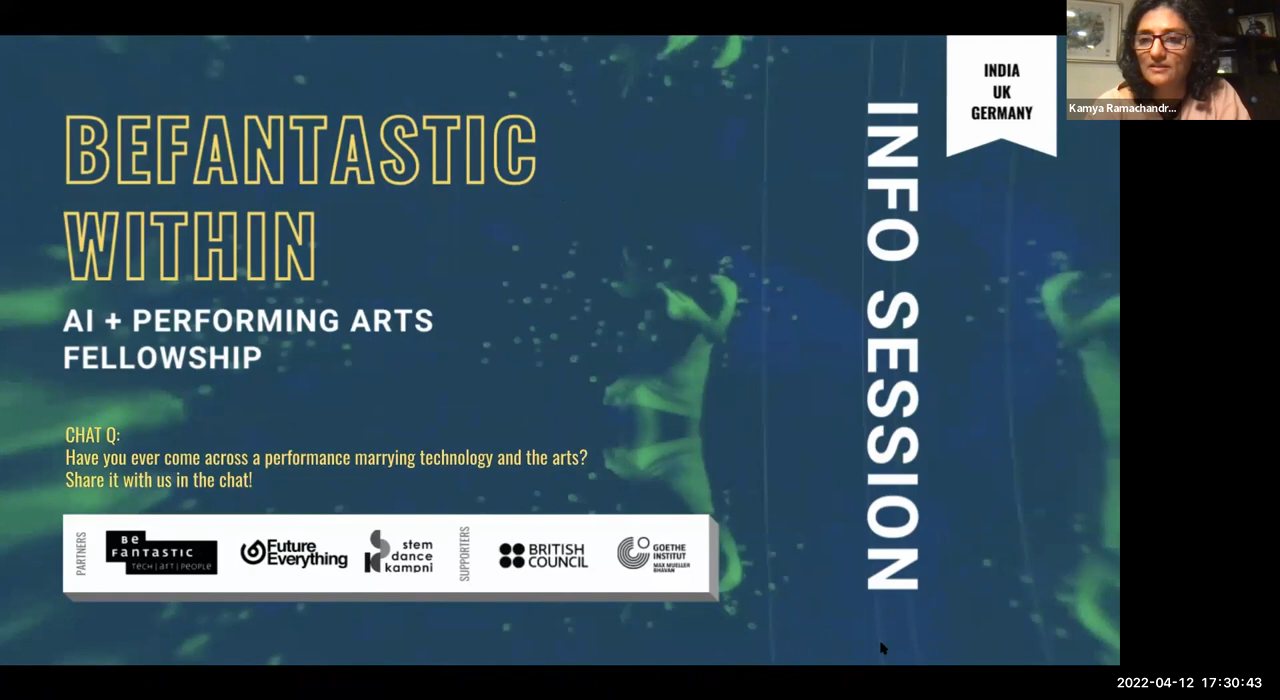 BEFANTASTIC
WITHIN
AI + PERFORMING ARTS
FELLOWSHIP
CHAT Q:
Have you ever come across a performance marrying technology and the arts?
Share it with us in the chat!
PARTNERS
BE
FANTASTIC
TECH|ART|PEOPLE
Future
Everything
stem
dance
kampni
SUPPORTERS
BRITISH
COUNCIL
GOETHE
INSTITUT
MAX MUELLER
BHAVAN
INFO SESSION
INDIA
UK
GERMANY
Kamya Ramachandr...
2022-04-12 17:30:43